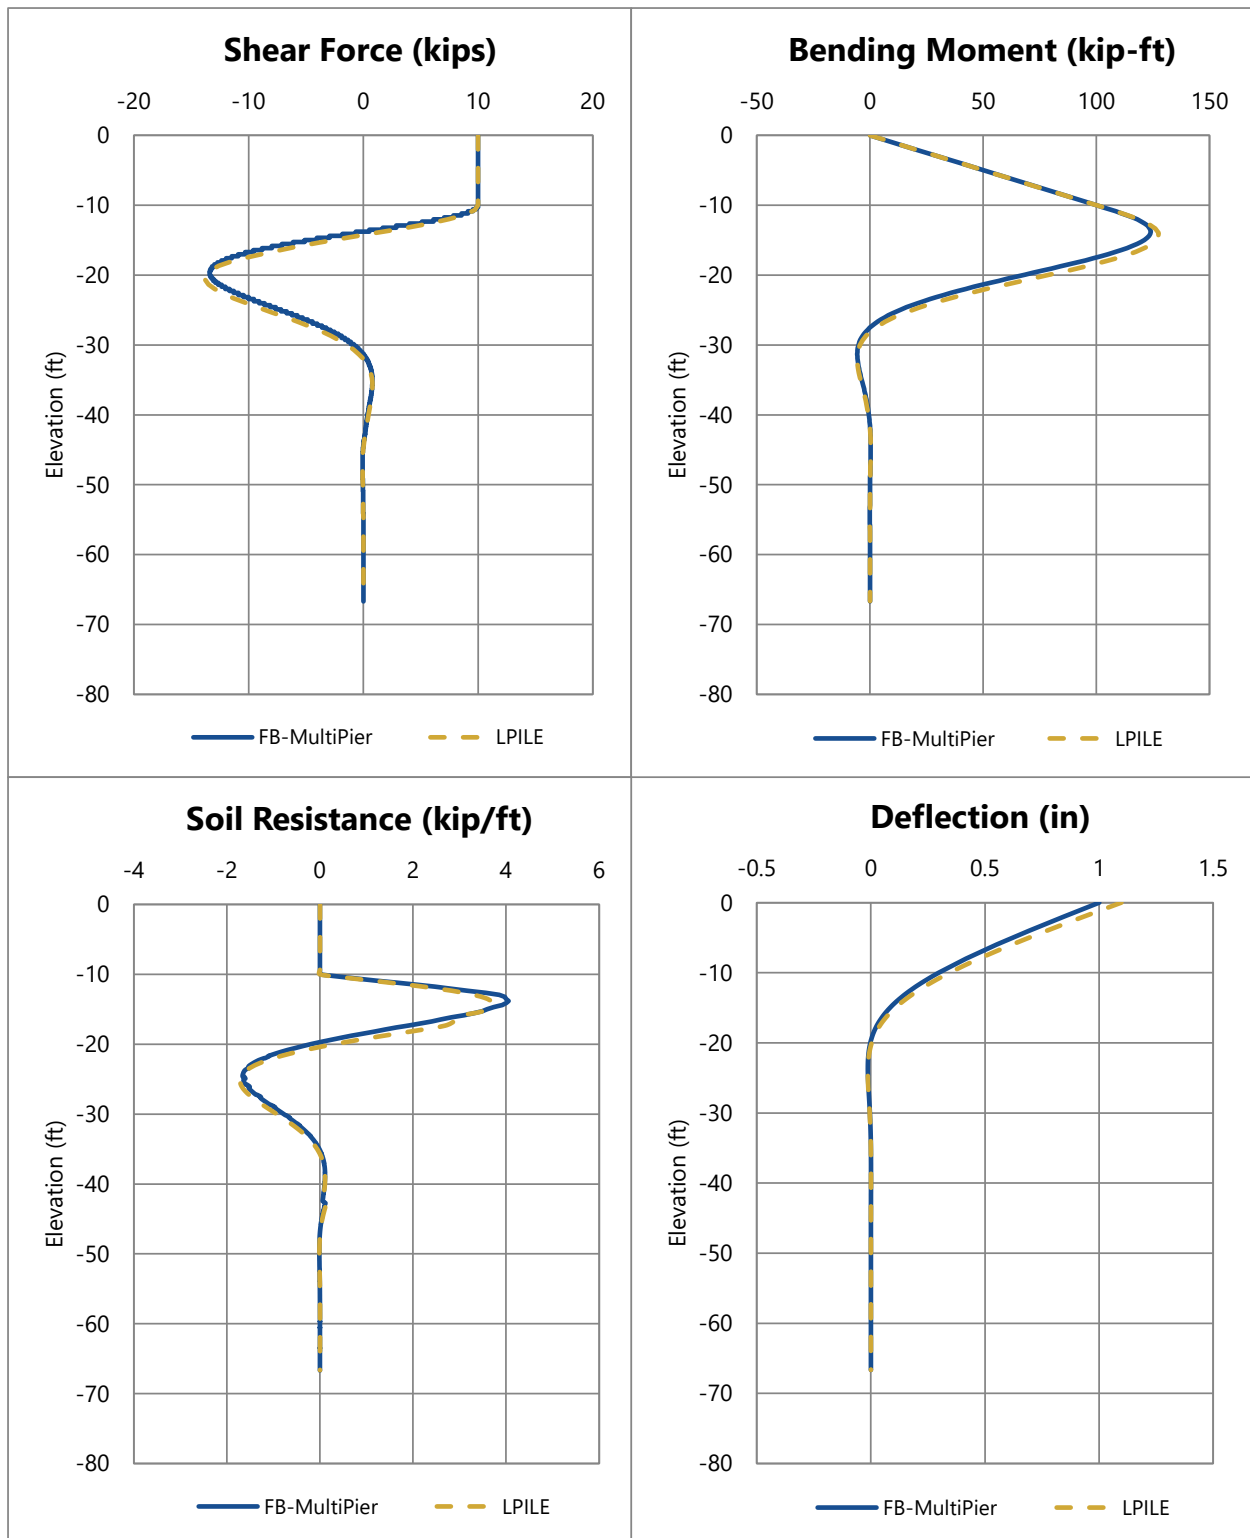 Shear Force (kips)
-20 -10 0 10 20
0
-10
-20
-30
-40
-50
-60
-70
-80
Elevation (ft)
FB-MultiPier LPILE
Bending Moment (kip-ft)
-50 0 50 100 150
0
-10
-20
-30
-40
-50
-60
-70
-80
Elevation (ft)
FB-MultiPier LPILE
Soil Resistance (kip/ft)
-4 -2 0 2 4 6
0
-10
-20
-30
-40
-50
-60
-70
-80
Elevation (ft)
FB-MultiPier LPILE
Deflection (in)
-0.5 0 0.5 1 1.5
0
-10
-20
-30
-40
-50
-60
-70
-80
Elevation (ft)
FB-MultiPier LPILE